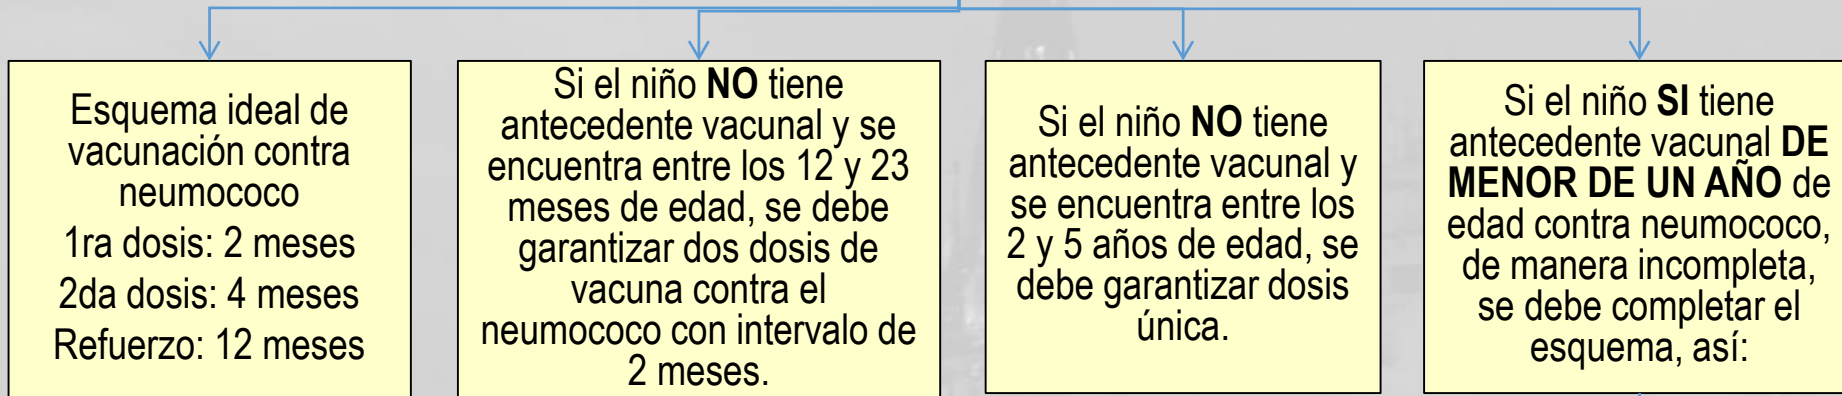 Esquema ideal de
vacunación contra
neumococo
1ra dosis: 2 meses
2da dosis: 4 meses
Refuerzo: 12 meses
Si el niño NO tiene
antecedente vacunal y se
encuentra entre los 12 y 23
meses de edad, se debe
garantizar dos dosis de
vacuna contra el
neumococo con intervalo de
2 meses.
Si el niño NO tiene
antecedente vacunal y
se encuentra entre los
2 y 5 años de edad, se
debe garantizar dosis
única.
Si el niño SI tiene
antecedente vacunal DE
MENOR DE UN AÑO de
edad contra neumococo,
de manera incompleta,
se debe completar el
esquema, así: